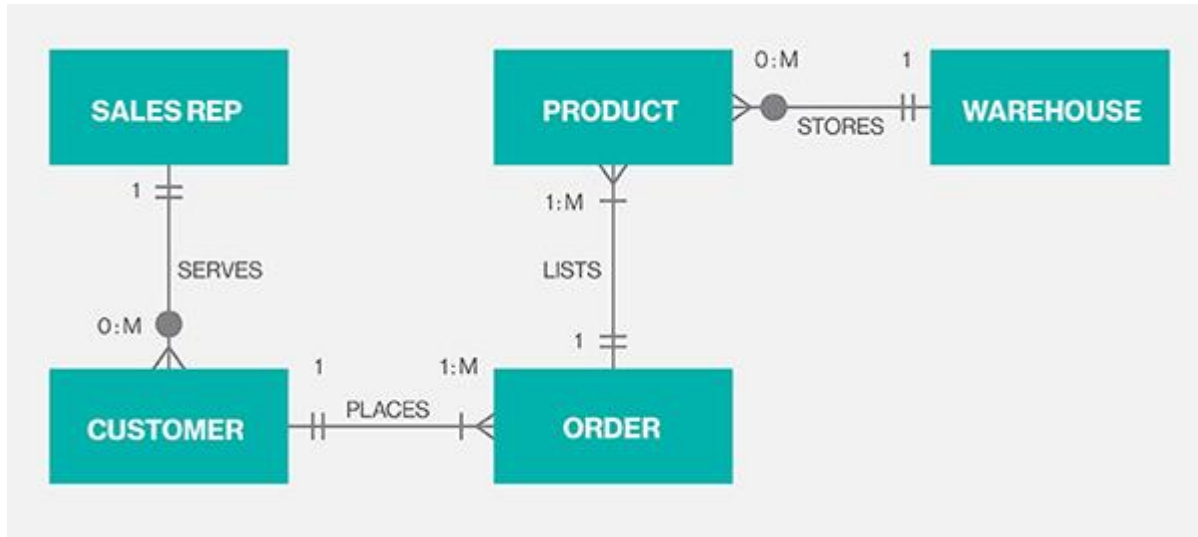 SALES REP
PRODUCT
0:M
1
STORES
WAREHOUSE
1
SERVES
0:M
1:M
LISTS
1
CUSTOMER
1
PLACES
1:M
ORDER